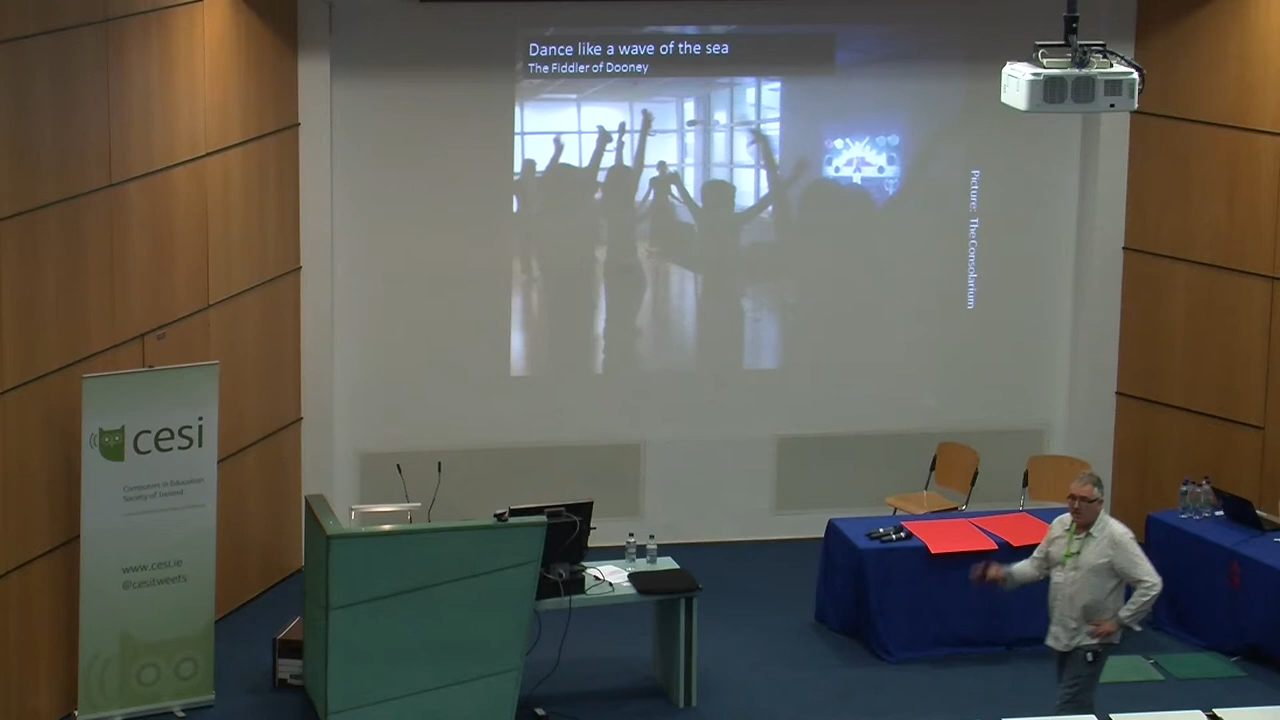 Dance like a wave of the sea
The Fiddler of Dooney
Picture: The Consolarium
cesi
Computers in Education
Society of Ireland
www.cesi.ie
@cesitweets